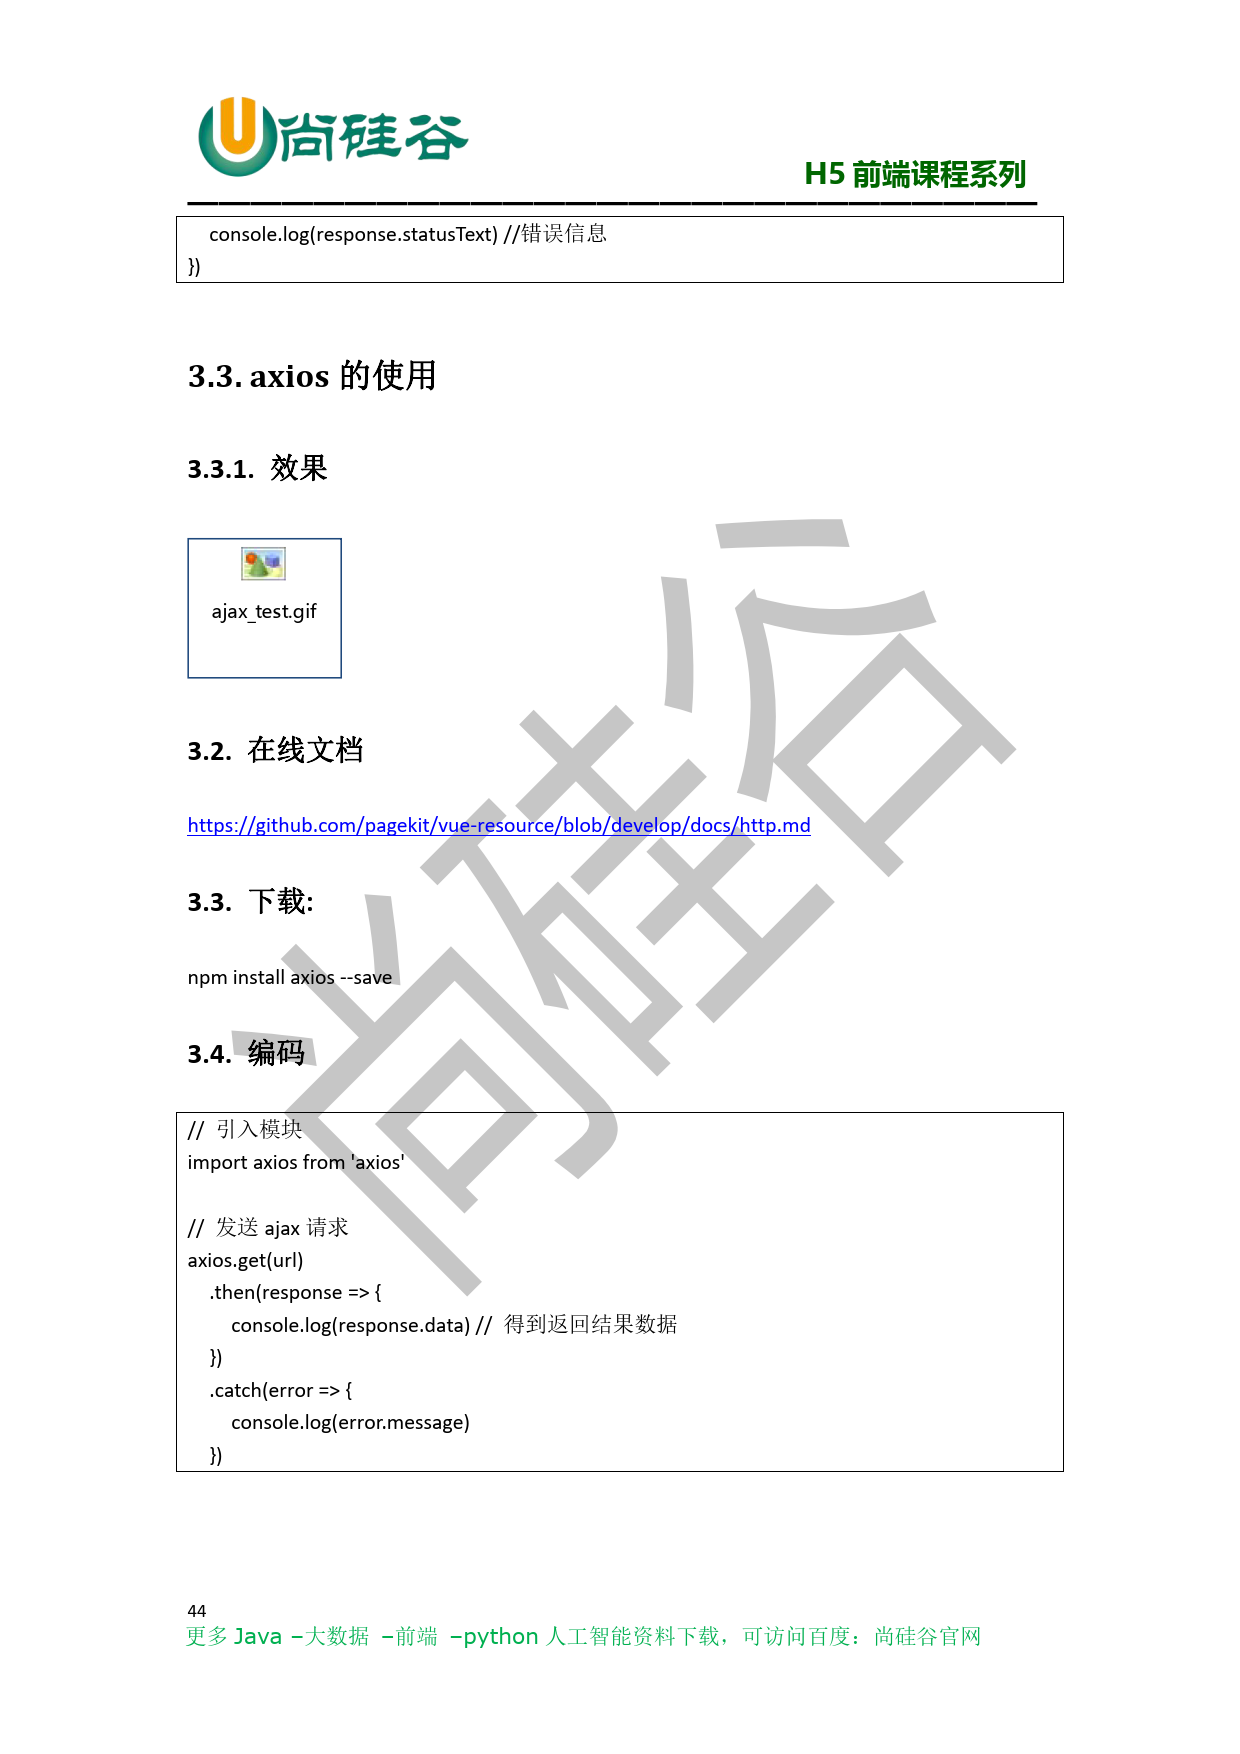 尚硅谷
H5 前端课程系列
console.log(response.statusText) //错误信息
})
3.3. axios 的使用
3.3.1. 效果
ajax_test.gif
3.2. 在线文档
https://github.com/pagekit/vue-resource/blob/develop/docs/http.md
3.3. 下载:
npm install axios --save
3.4. 编码
// 引入模块
import axios from 'axios'
// 发送 ajax 请求
axios.get(url)
.then(response => {
console.log(response.data) // 得到返回结果数据
})
.catch(error => {
console.log(error.message)
})
尚硅谷
44
更多 Java –大数据 –前端 –python 人工智能资料下载，可访问百度：尚硅谷官网